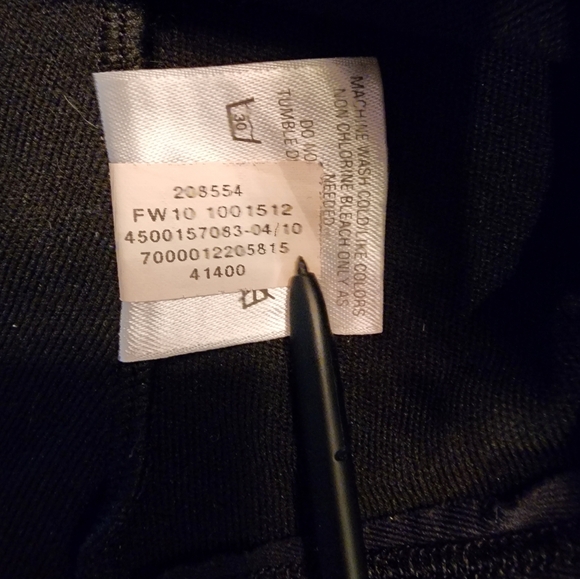 208554
FW10 1001512
4500157083-04/10
7000012205815
41400
MACHINE WASH COLD LIKE COLORS
NON CHLORINE BLEACH ONLY AS
NEEDED
DO NOT
TUMBLE D
30